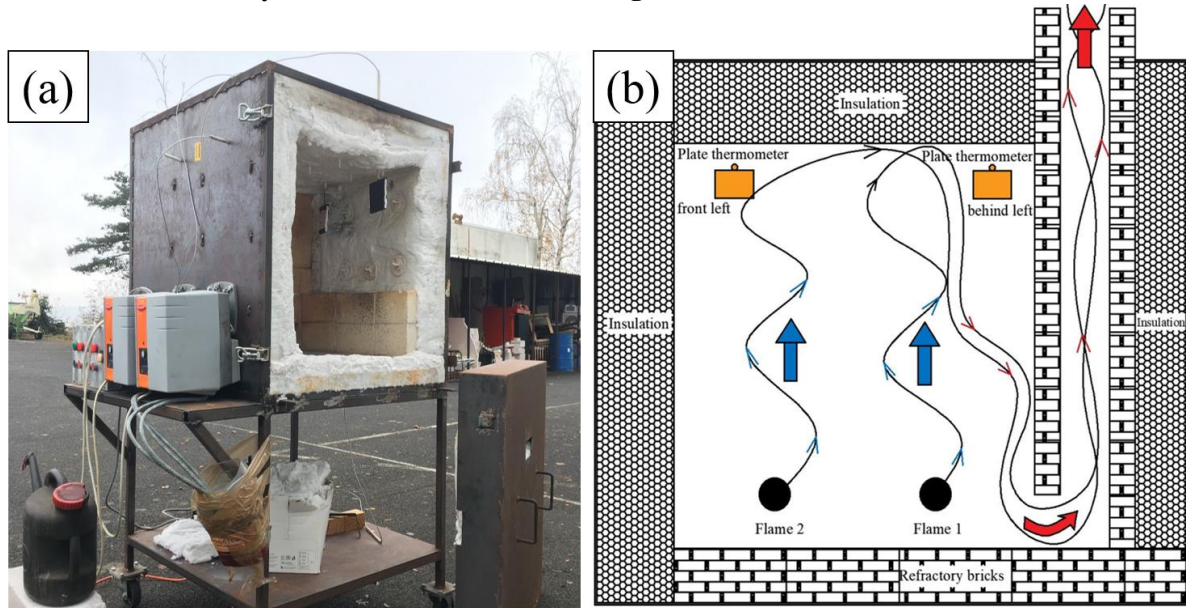 (a)
(b)
Insulation
Plate thermometer
front left
Plate thermometer
behind left
Insulation
Insulation
Flame 2
Flame 1
Refractory bricks